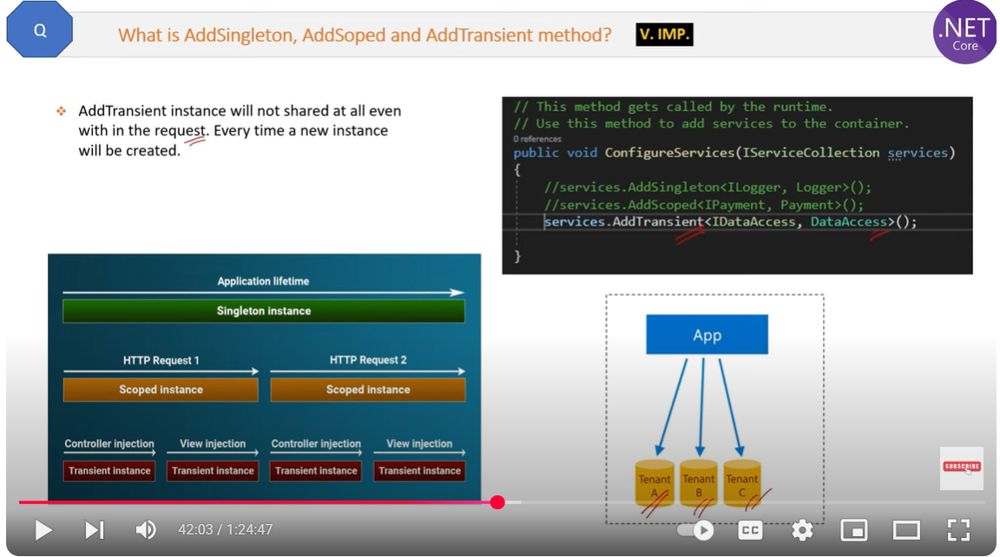 Q
What is AddSingleton, AddSoped and AddTransient method?
V. IMP.
.NET
Core
❖ AddTransient instance will not shared at all even
with in the request. Every time a new instance
will be created.
// This method gets called by the runtime.
// Use this method to add services to the container.
0 references
public void ConfigureServices(IServiceCollection services)
{
//services.AddSingleton<ILogger, Logger>();
//services.AddScoped<IPayment, Payment>();
services.AddTransient<IDataAccess, DataAccess>();
}
Application lifetime
Singleton instance
HTTP Request 1
HTTP Request 2
Scoped instance
Scoped instance
Controller injection
View injection
Controller injection
View injection
Transient instance
Transient instance
Transient instance
Transient instance
App
Tenant
A
Tenant
B
Tenant
C
SUBSCRIBE
42:03 / 1:24:47
CC